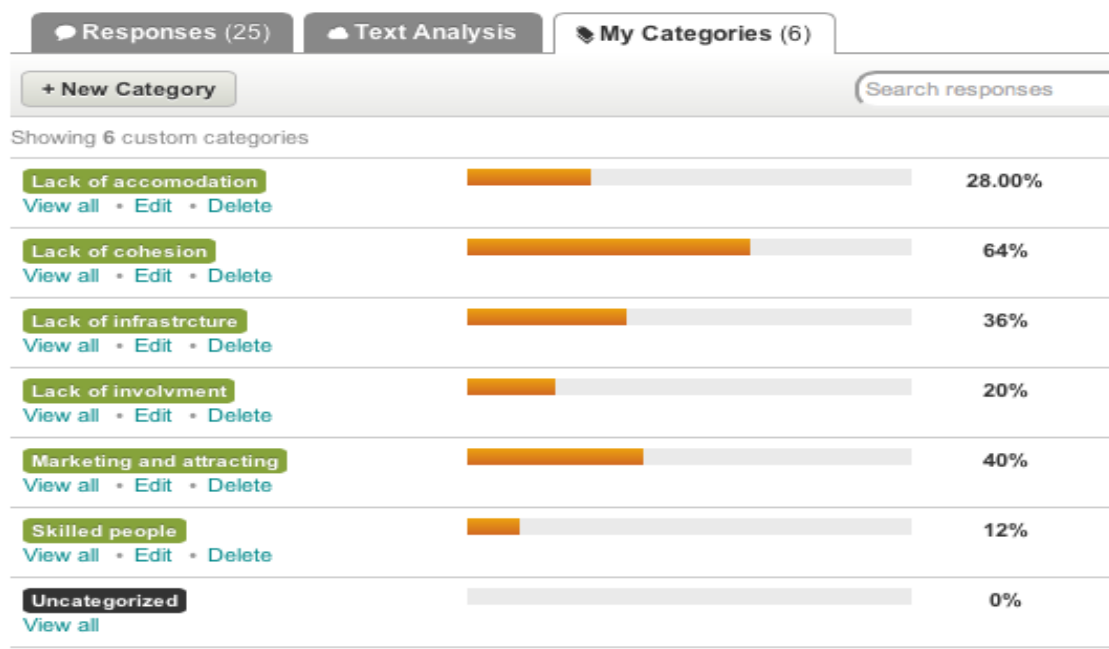 Responses (25) Text Analysis My Categories (6)
+ New Category Search responses
Showing 6 custom categories
Lack of accomodation 28.00%
View all • Edit • Delete
Lack of cohesion 64%
View all • Edit • Delete
Lack of infrastrcture 36%
View all • Edit • Delete
Lack of involvment 20%
View all • Edit • Delete
Marketing and attracting 40%
View all • Edit • Delete
Skilled people 12%
View all • Edit • Delete
Uncategorized 0%
View all